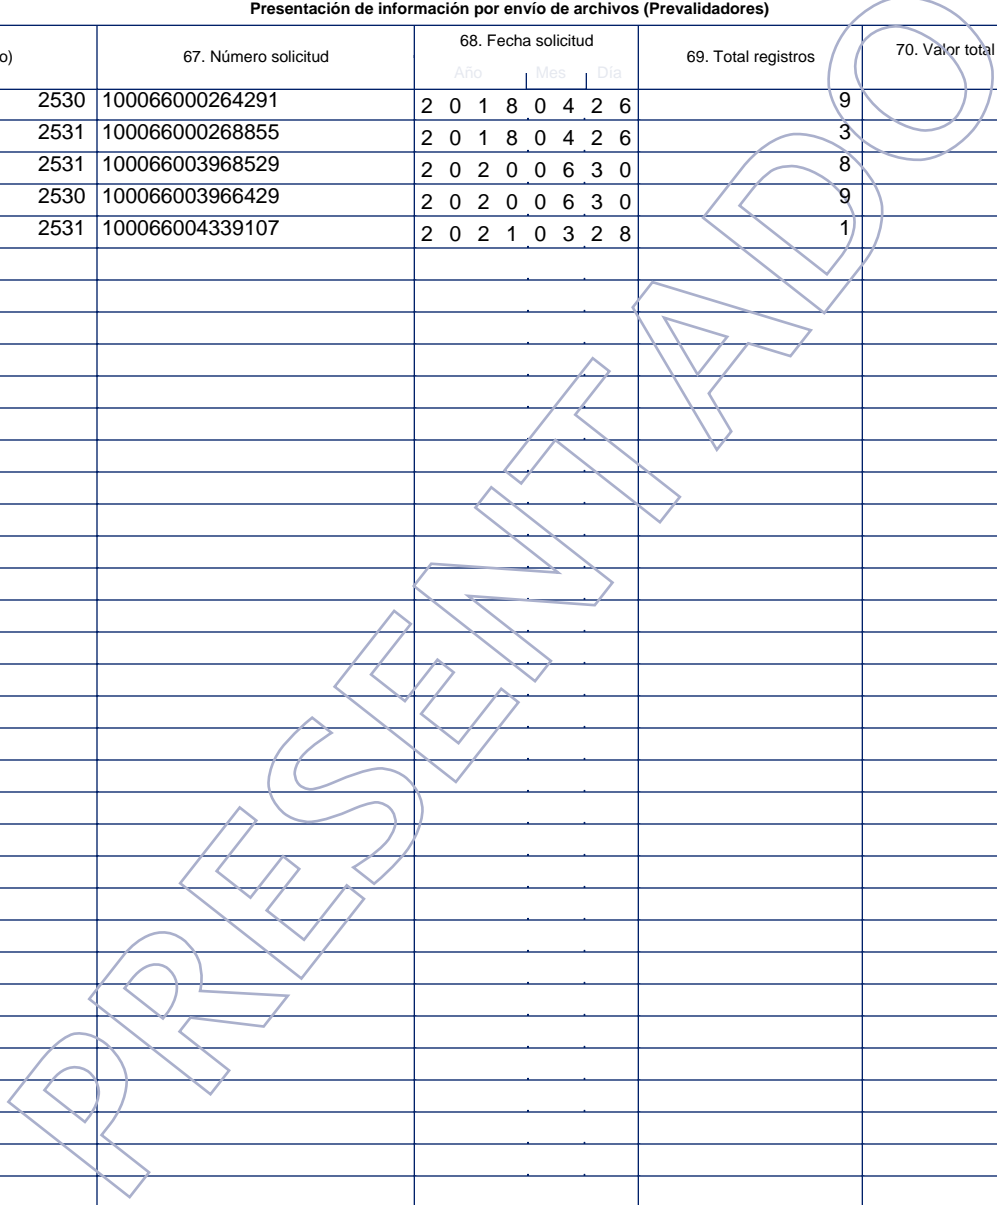 Presentación de información por envío de archivos (Prevalidadores)
o) 67. Número solicitud 68. Fecha solicitud 69. Total registros 70. Valor total
Año Mes Día
2530 100066000264291 2 0 1 8 0 4 2 6 9
2531 100066000268855 2 0 1 8 0 4 2 6 3
2531 100066003968529 2 0 2 0 0 6 3 0 8
2530 100066003966429 2 0 2 0 0 6 3 0 9
2531 100066004339107 2 0 2 1 0 3 2 8 1
PRESENTADO